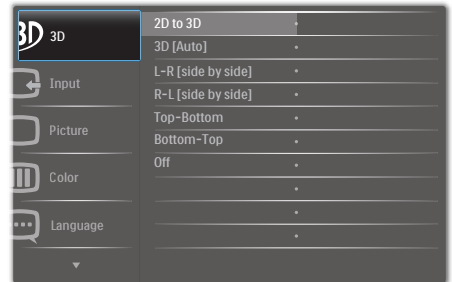 3D 3D
2D to 3D
3D [Auto]
L-R [side by side]
Input
R-L [side by side]
Top-Bottom
Picture
Bottom-Top
Off
Color
Language